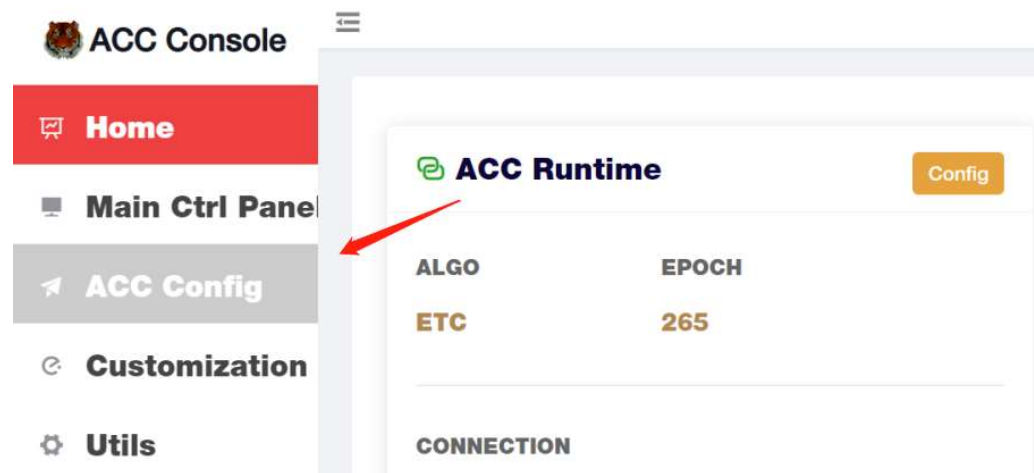 ACC Console
Home
Main Ctrl Panel
ACC Config
Customization
Utils
ACC Runtime
Config
ALGO EPOCH
ETC 265
CONNECTION